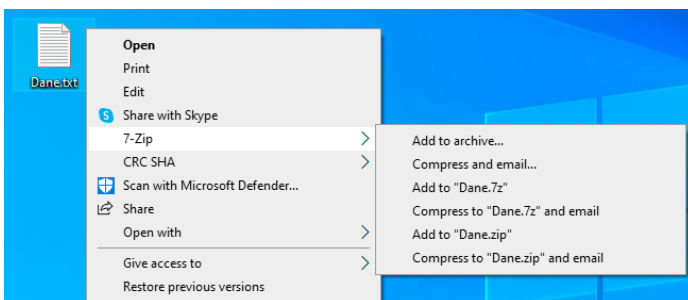 Dane.txt
Open
Print
Edit
Share with Skype
7-Zip
CRC SHA
Scan with Microsoft Defender...
Share
Open with
Give access to
Restore previous versions
Add to archive...
Compress and email...
Add to "Dane.7z"
Compress to "Dane.7z" and email
Add to "Dane.zip"
Compress to "Dane.zip" and email